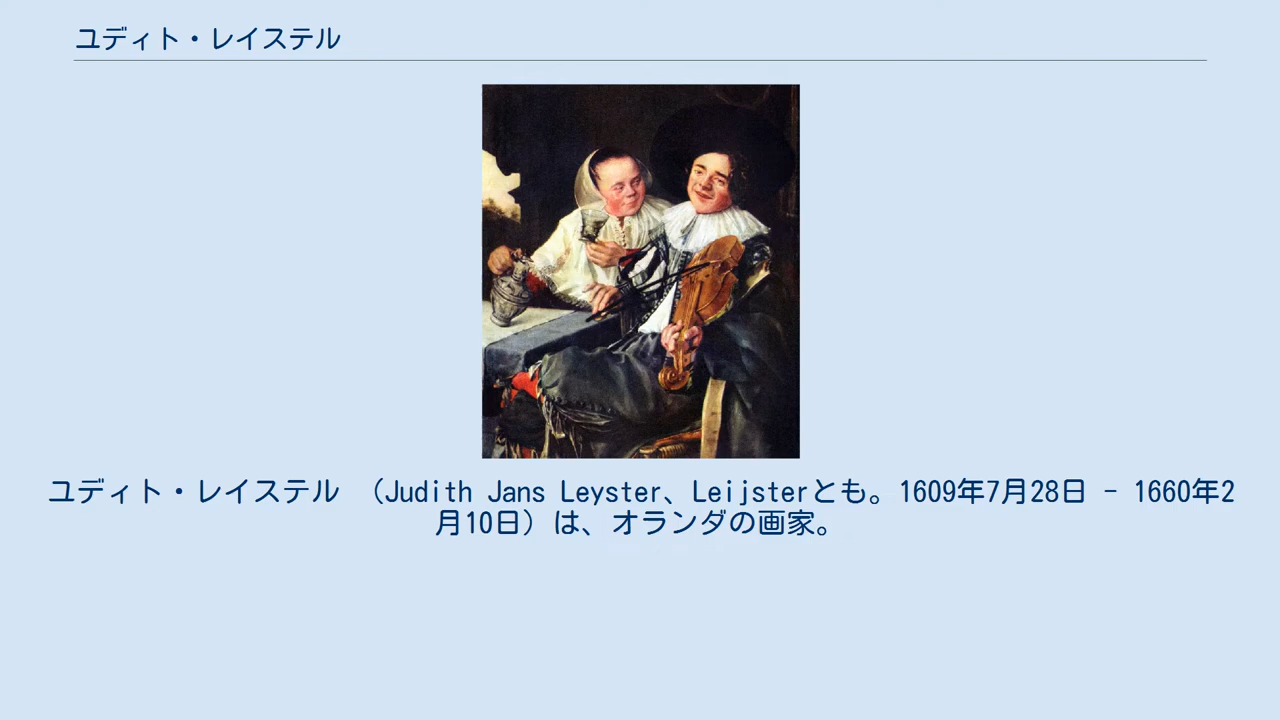 ユディト・レイステル
ユディト・レイステル （Judith Jans Leyster、Leijsterとも。1609年7月28日 - 1660年2
月10日）は、オランダの画家。